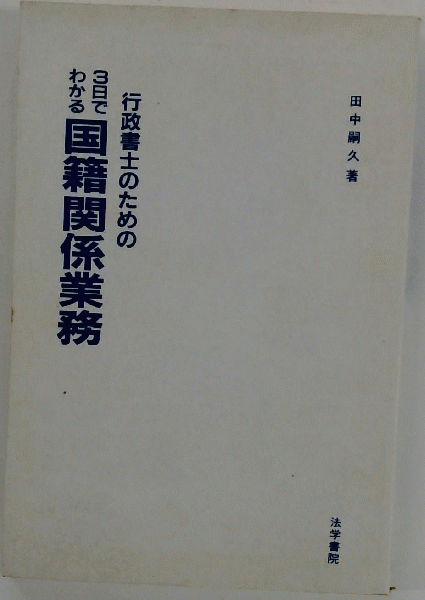 田中嗣久著
行政書士のための
3日で
わかる
国籍関係業務
法学書院